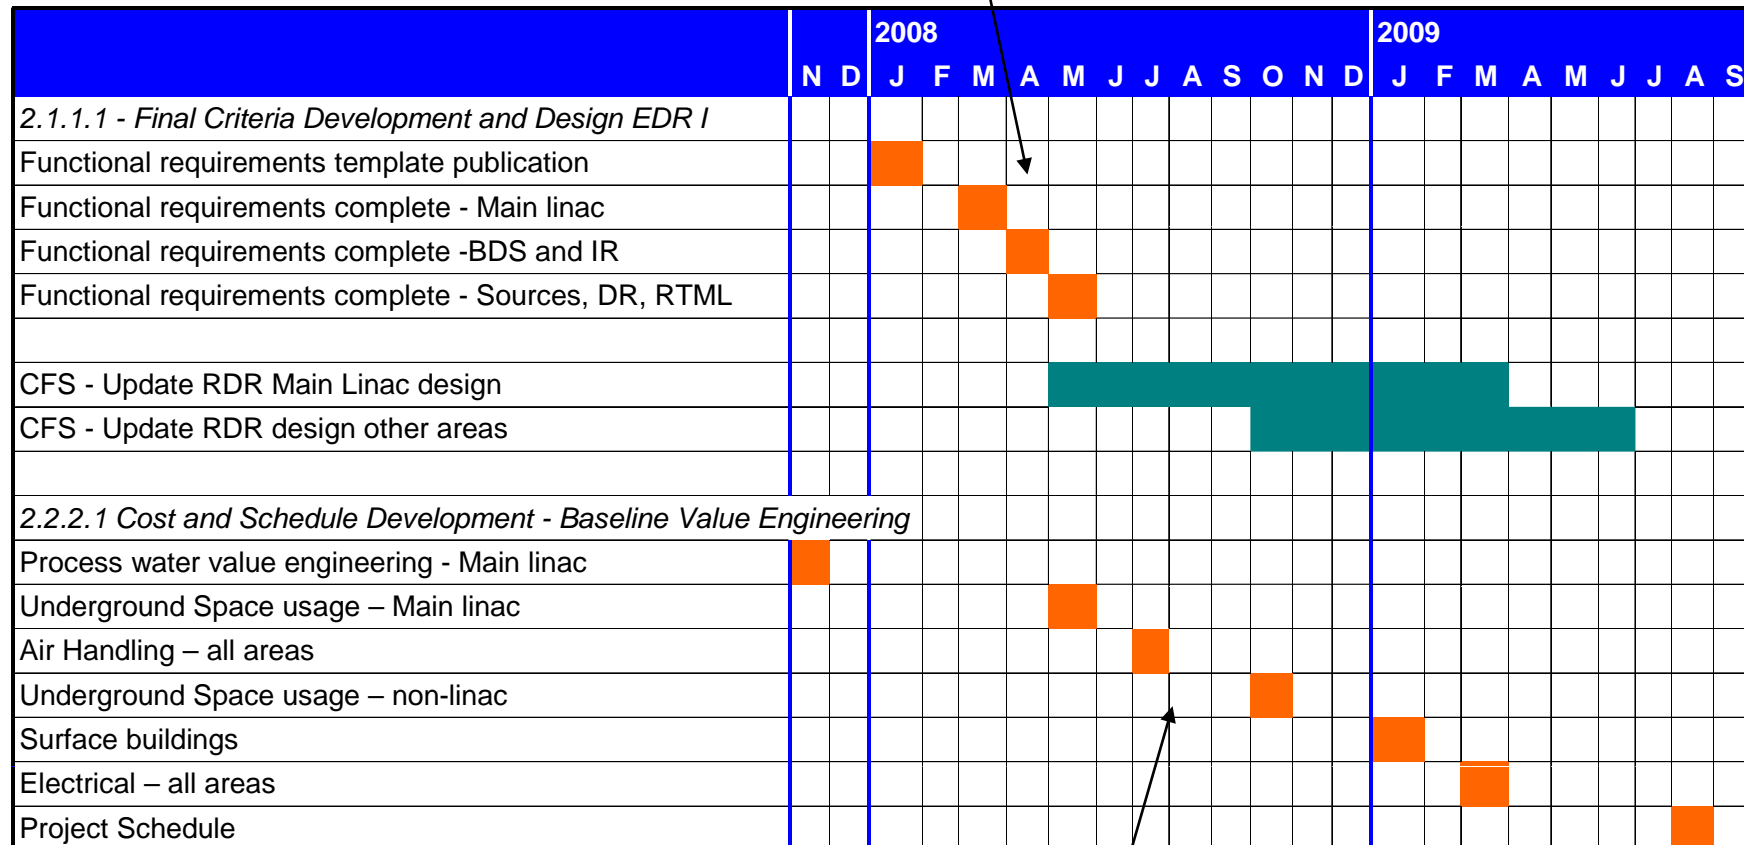 2008 2009
N D J F M A M J J A S O N D J F M A M J J A S
2.1.1.1 - Final Criteria Development and Design EDR I
Functional requirements template publication
Functional requirements complete - Main linac
Functional requirements complete -BDS and IR
Functional requirements complete - Sources, DR, RTML
CFS - Update RDR Main Linac design
CFS - Update RDR design other areas
2.2.2.1 Cost and Schedule Development - Baseline Value Engineering
Process water value engineering - Main linac
Underground Space usage – Main linac
Air Handling – all areas
Underground Space usage – non-linac
Surface buildings
Electrical – all areas
Project Schedule